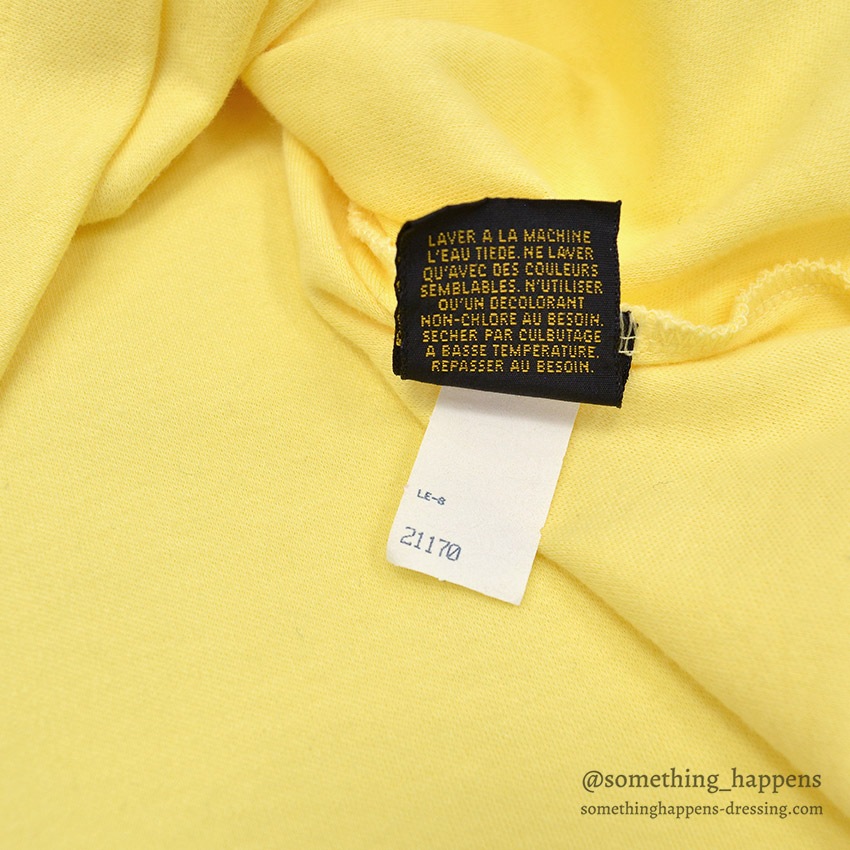 LAVER A LA MACHINE
L'EAU TIEDE. NE LAVER
QU'AVEC DES COULEURS
SEMBLABLES. N'UTILISER
QU'UN DECOLORANT
NON-CHLORE AU BESOIN.
SECHER PAR CULBUTAGE
A BASSE TEMPERATURE.
REPASSER AU BESOIN.
LE-8
21170
@something_happens
somethinghappens-dressing.com